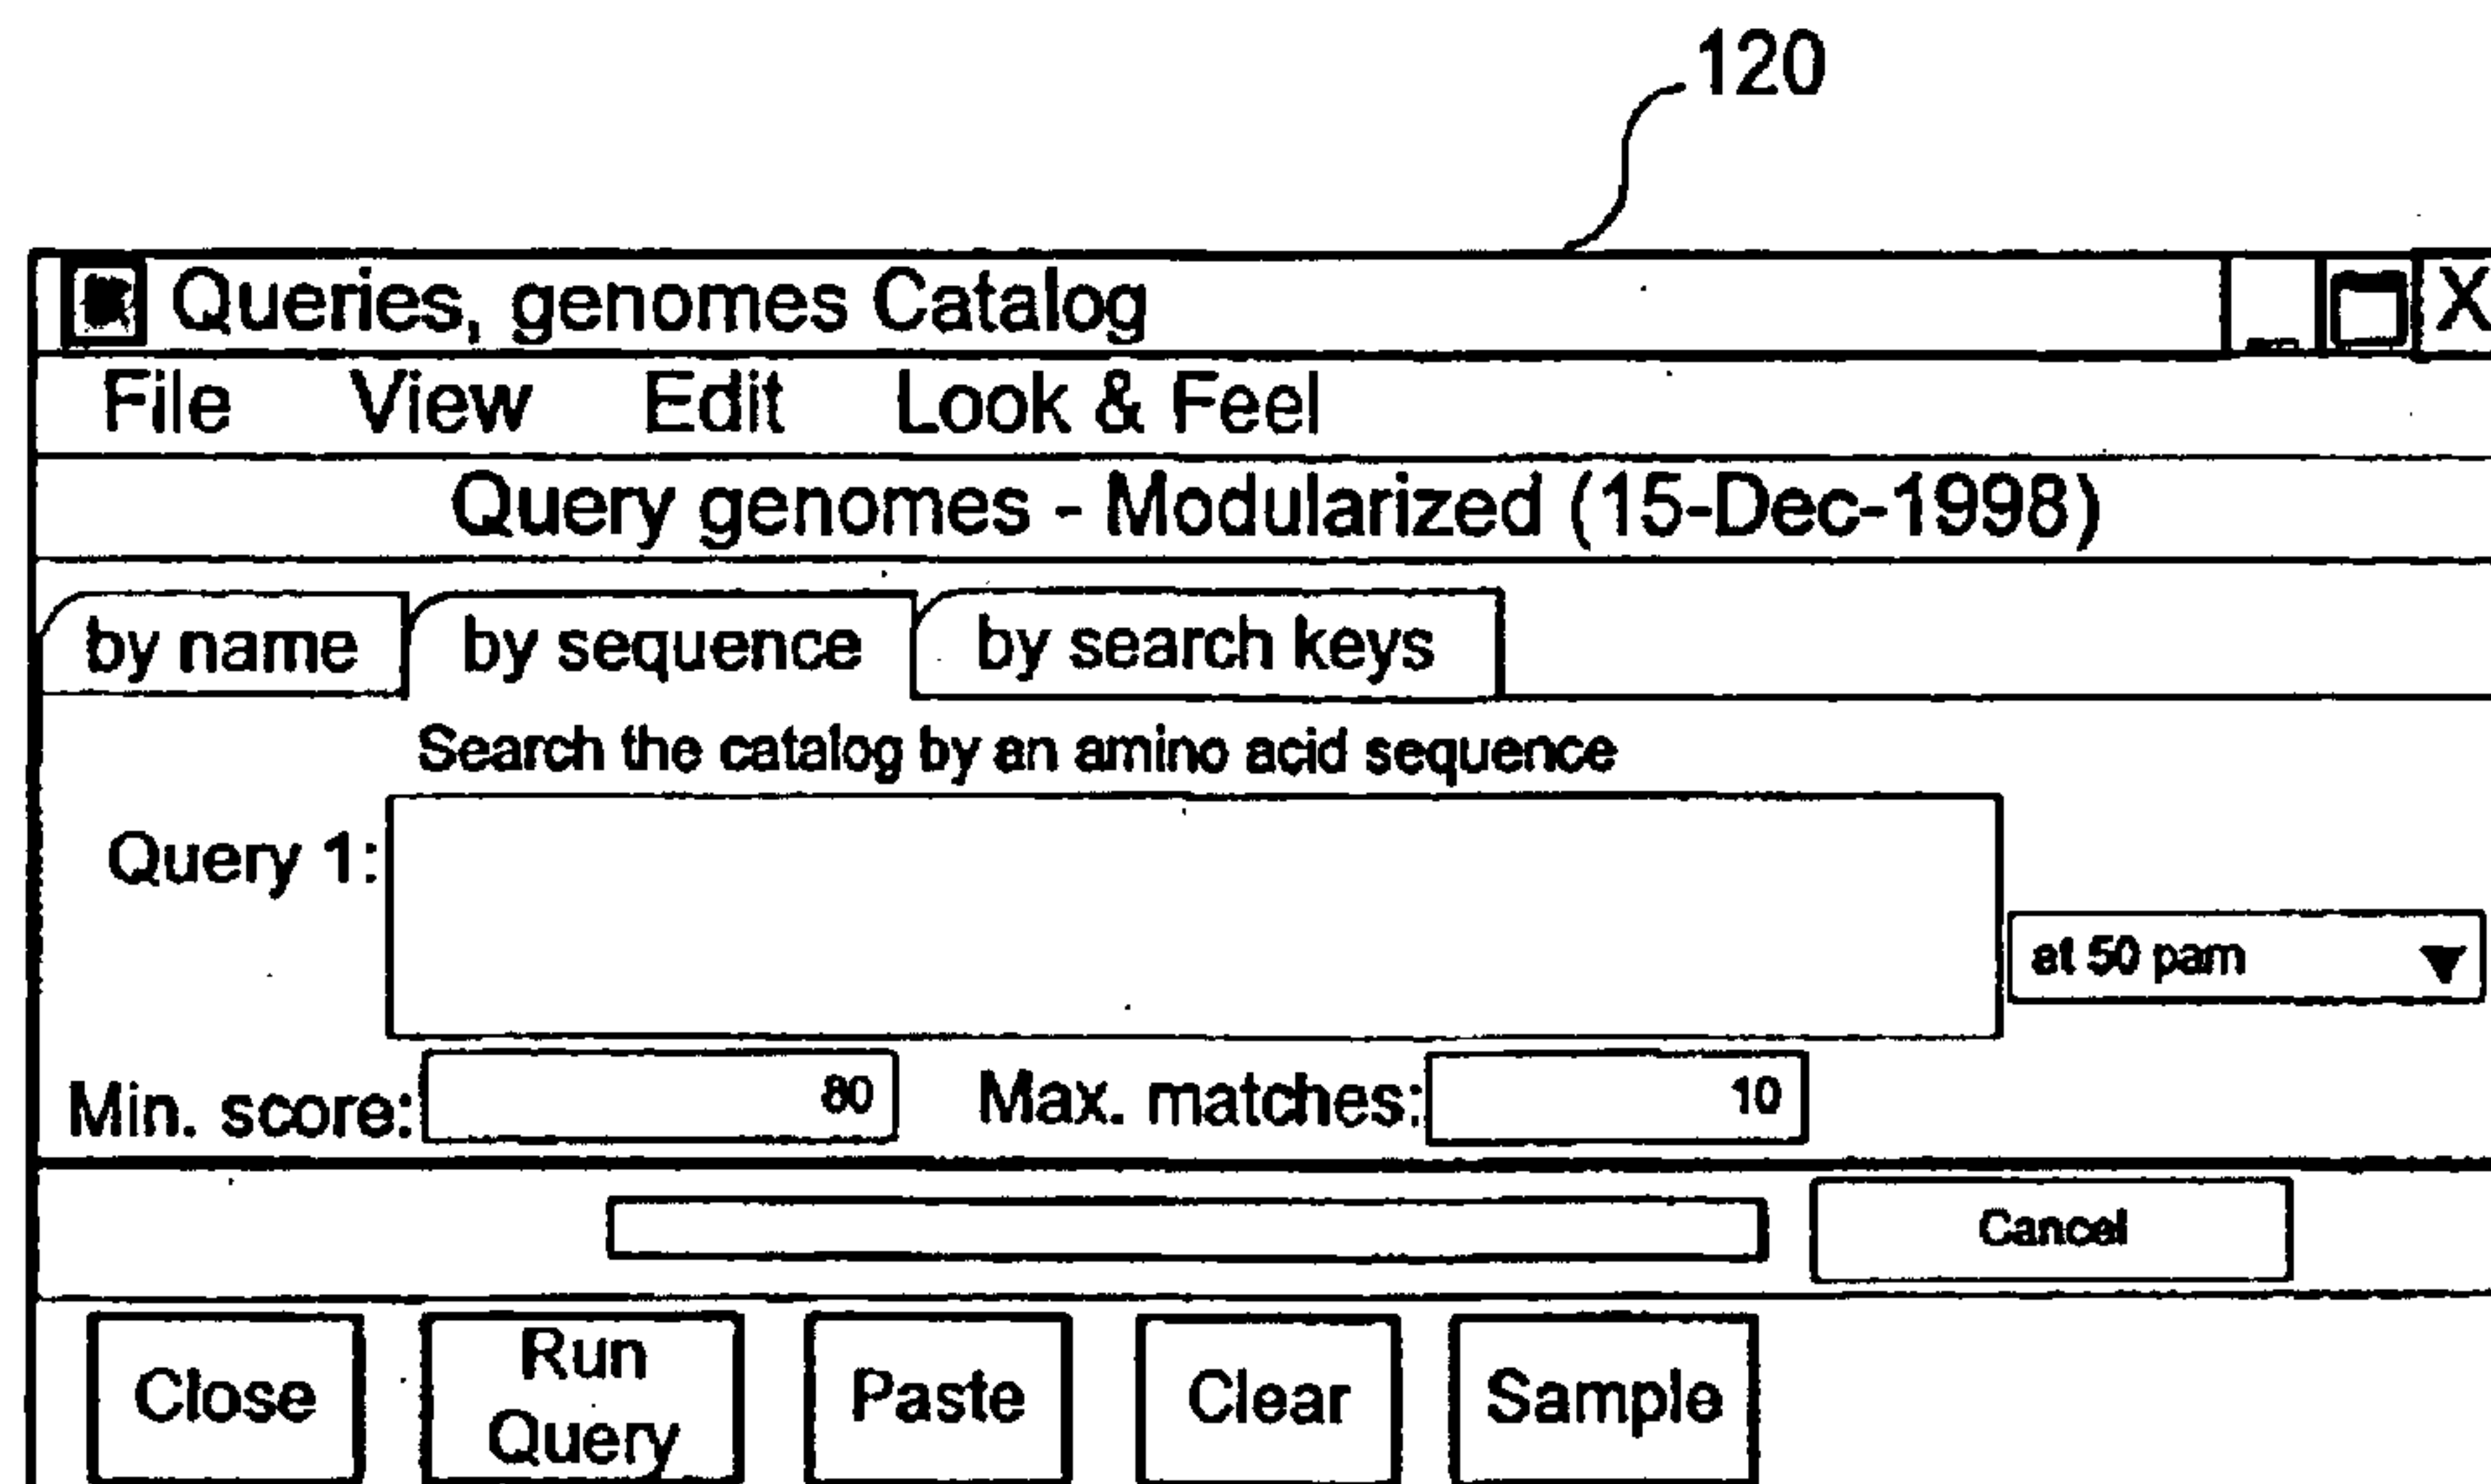 120
Queries, genomes Catalog
X
File View Edit Look & Feel
Query genomes - Modularized (15-Dec-1998)
by name by sequence by search keys
Search the catalog by an amino acid sequence
Query 1:
at 50 pam
Min. score: 80 Max. matches: 10
Cancel
Close Run Query Paste Clear Sample